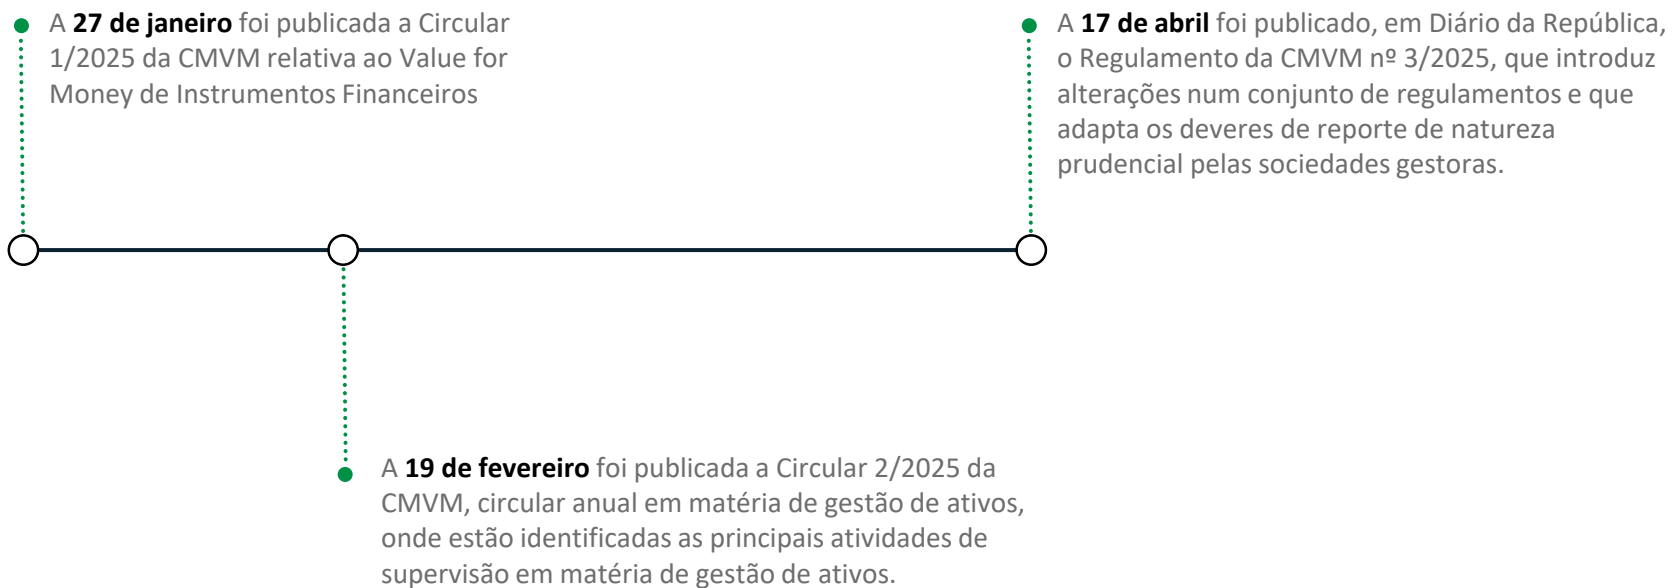 A 27 de janeiro foi publicada a Circular
1/2025 da CMVM relativa ao Value for
Money de Instrumentos Financeiros
A 19 de fevereiro foi publicada a Circular 2/2025 da
CMVM, circular anual em matéria de gestão de ativos,
onde estão identificadas as principais atividades de
supervisão em matéria de gestão de ativos.
A 17 de abril foi publicado, em Diário da República,
o Regulamento da CMVM nº 3/2025, que introduz
alterações num conjunto de regulamentos e que
adapta os deveres de reporte de natureza
prudencial pelas sociedades gestoras.